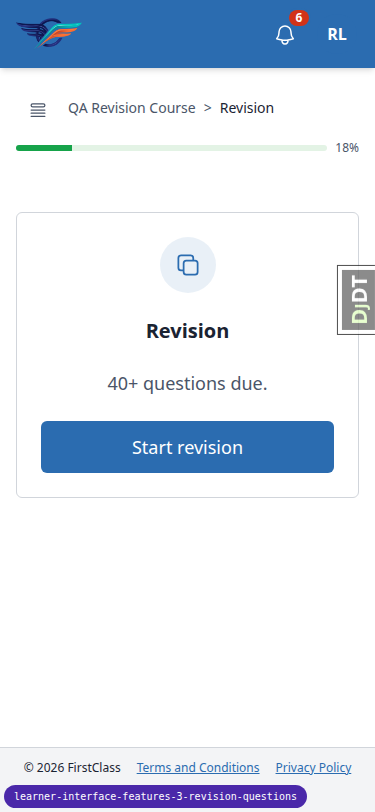 6
RL
QA Revision Course > Revision
18%
DJDT
Revision
40+ questions due.
Start revision
© 2026 FirstClass Terms and Conditions Privacy Policy
learner-interface-features-3-revision-questions